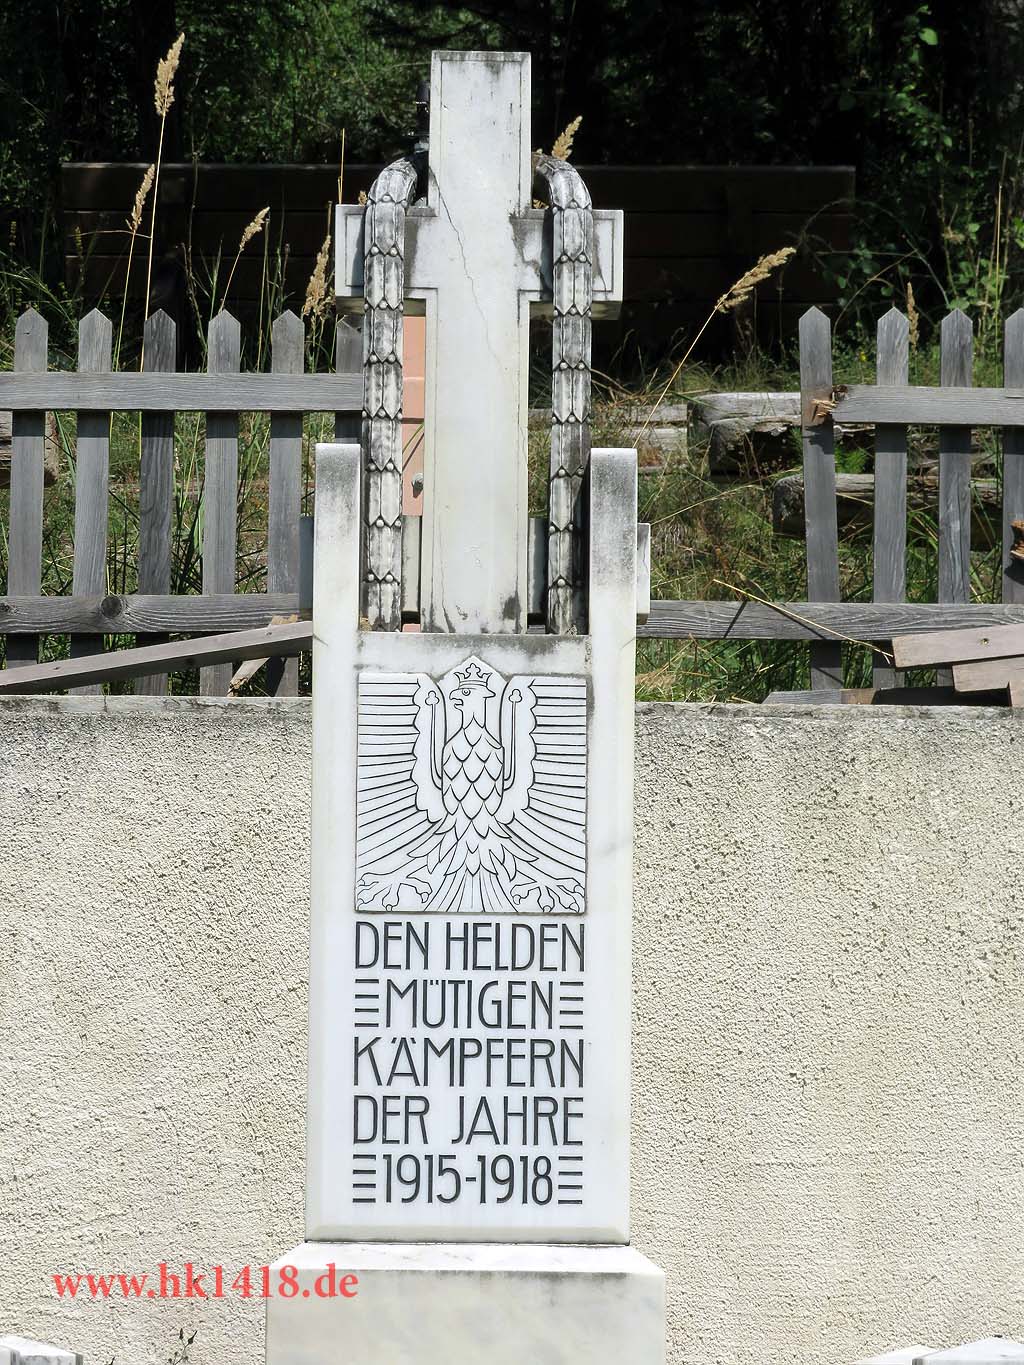 DEN HELDEN
MÜTIGEN
KÄMPFERN
DER JAHRE
1915-1918
www.hk1418.de